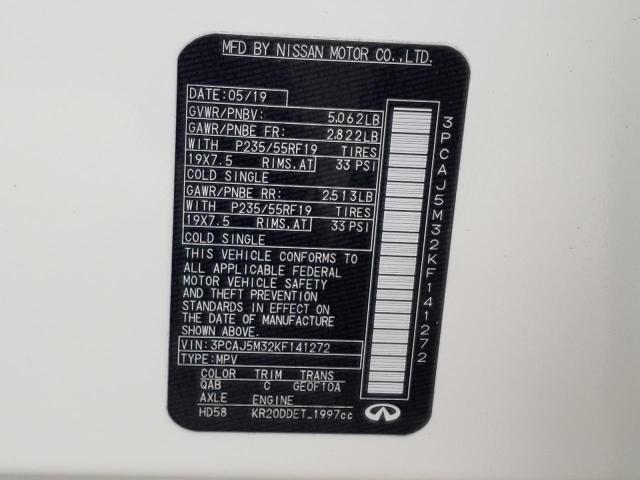 MFD BY NISSAN MOTOR CO.,LTD.
DATE:05/19
GVWR/PNBV: 5.062LB
GAWR/PNBE FR: 2.822LB
WITH P235/55RF19 TIRES
19X7.5 RIMS,AT 33 PSI
COLD SINGLE
GAWR/PNBE RR: 2.513LB
WITH P235/55RF19 TIRES
19X7.5 RIMS,AT 33 PSI
COLD SINGLE
THIS VEHICLE CONFORMS TO
ALL APPLICABLE FEDERAL
MOTOR VEHICLE SAFETY
AND THEFT PREVENTION
STANDARDS IN EFFECT ON
THE DATE OF MANUFACTURE
SHOWN ABOVE.
VIN:3PCAJ5M32KF141272
TYPE:MPV
COLOR TRIM TRANS
QAB C GE0F10A
AXLE ENGINE
HD58 KR20DDET_1997cc
3PCAJ5M32KF141272